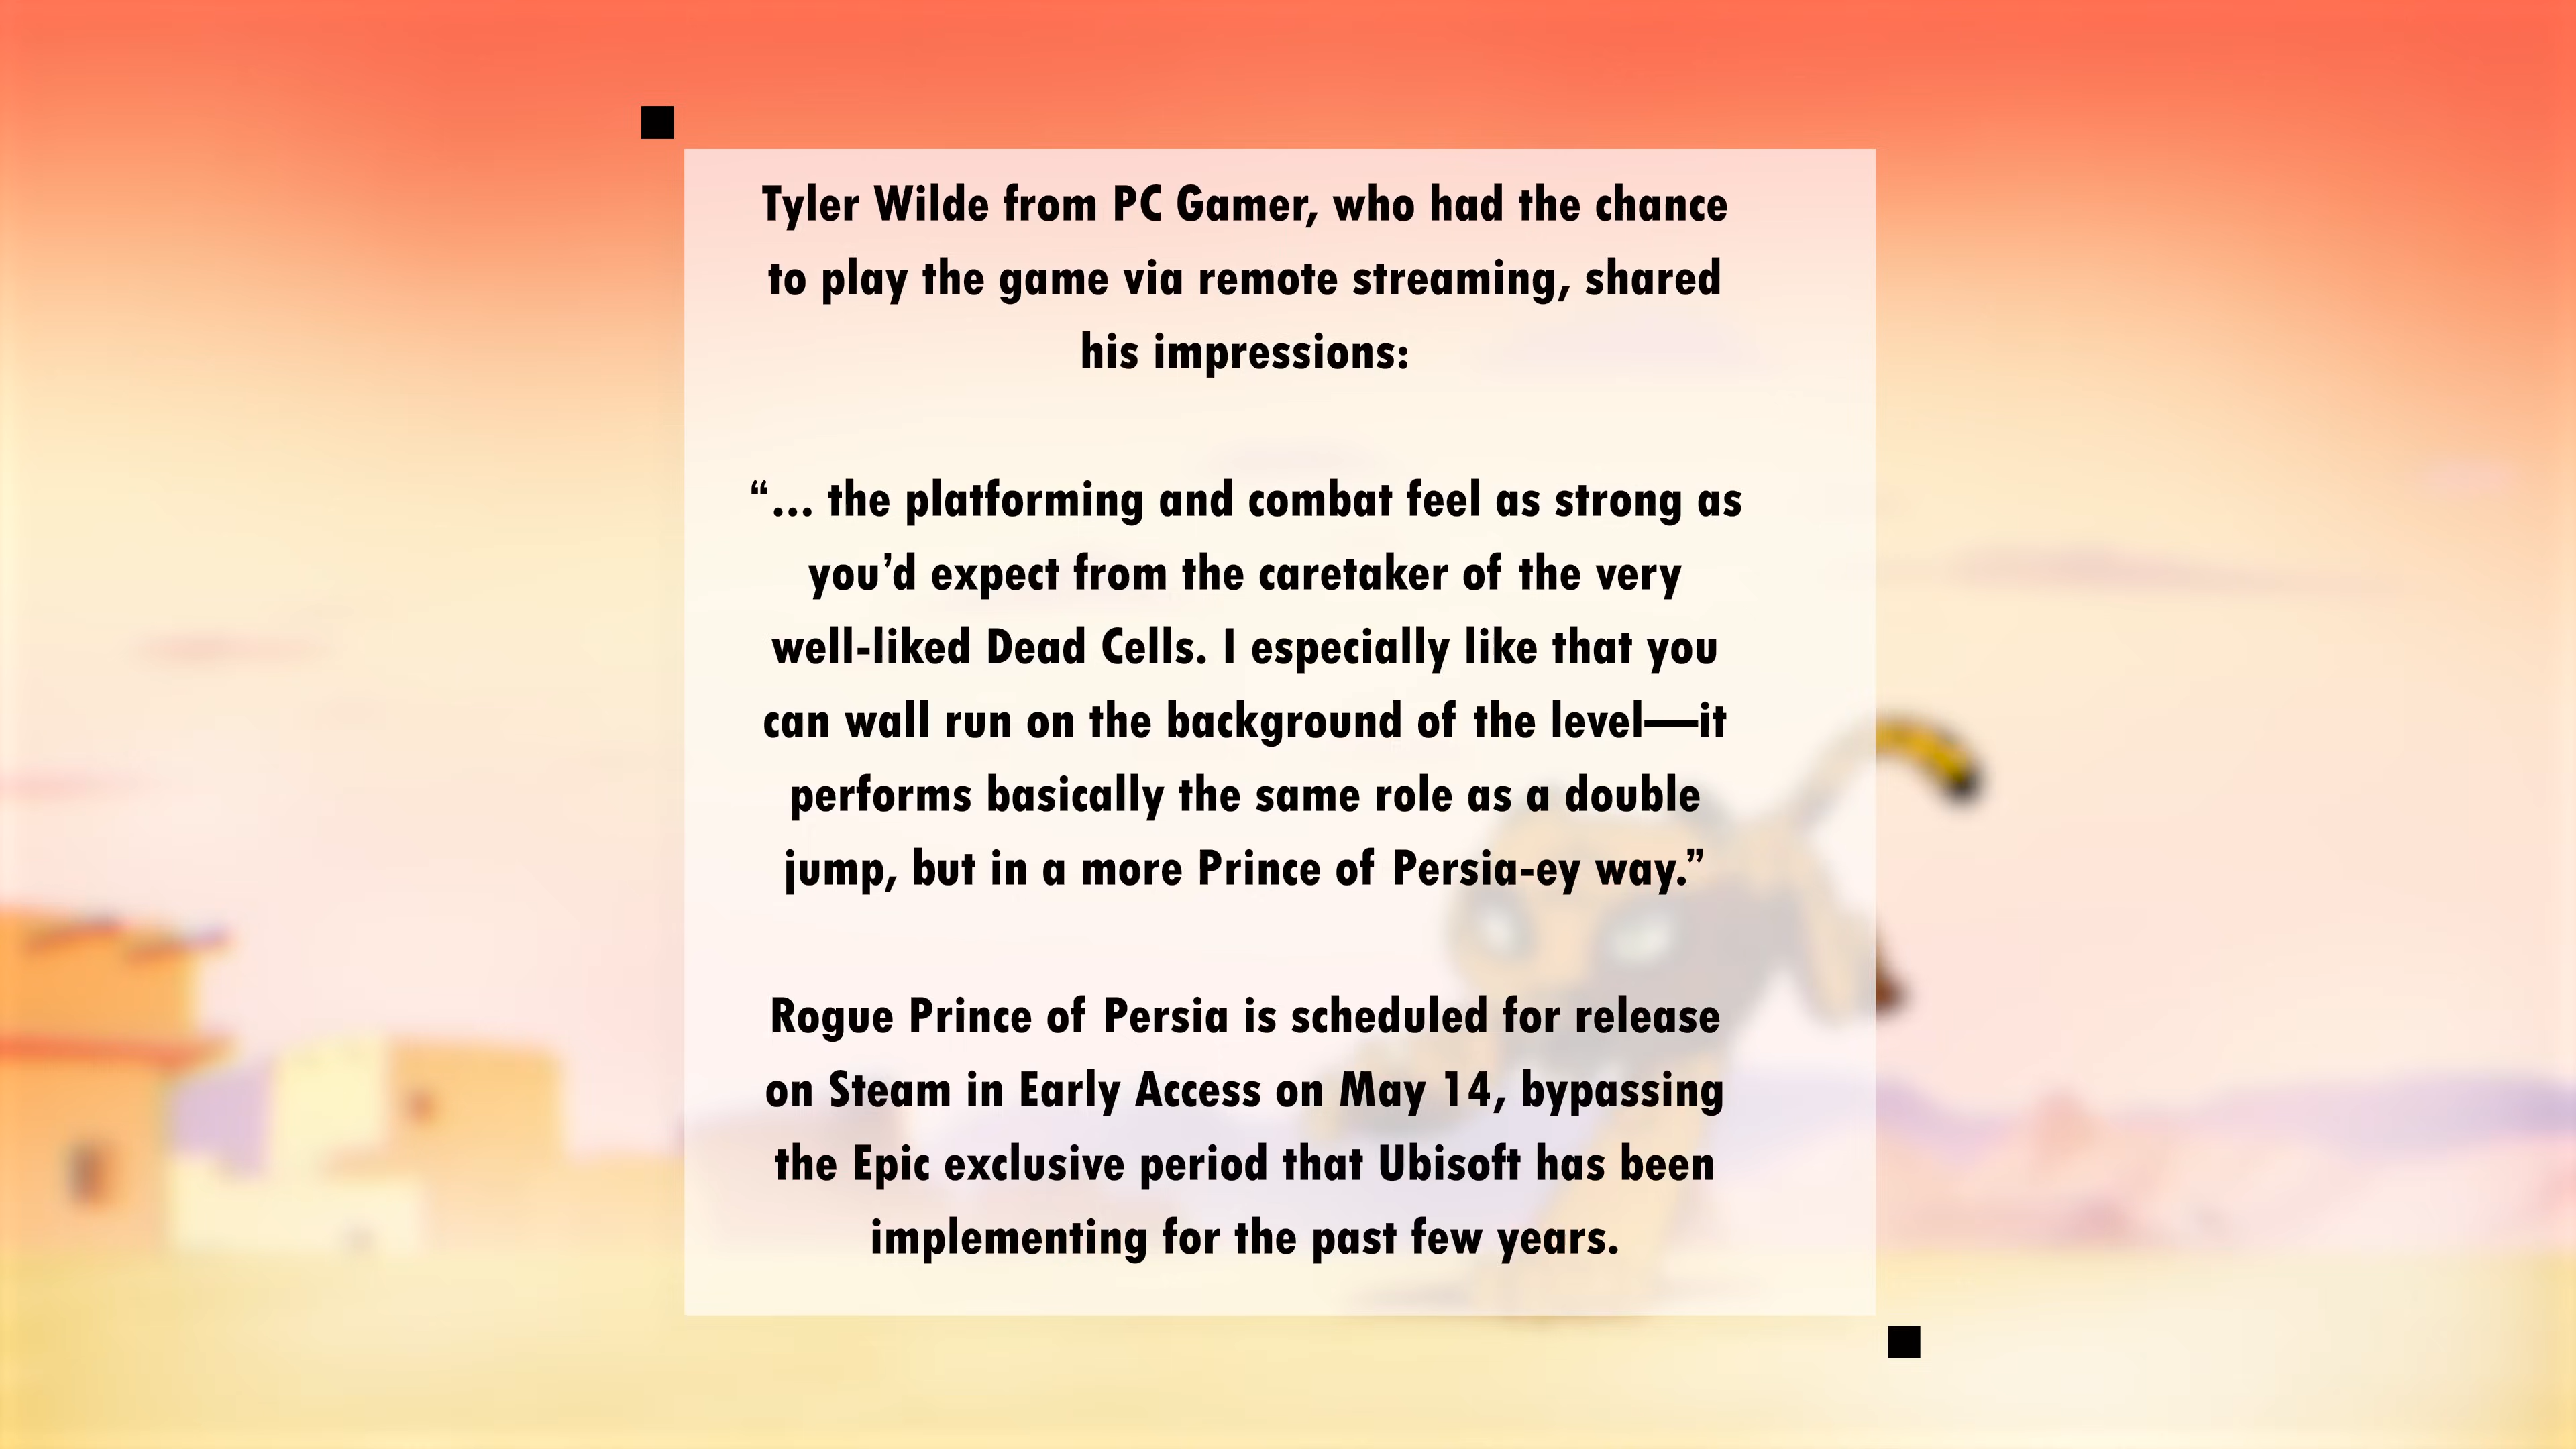 Tyler Wilde from PC Gamer, who had the chance
to play the game via remote streaming, shared
his impressions:
“... the platforming and combat feel as strong as
you’d expect from the caretaker of the very
well-liked Dead Cells. I especially like that you
can wall run on the background of the level—it
performs basically the same role as a double
jump, but in a more Prince of Persia-ey way.”
Rogue Prince of Persia is scheduled for release
on Steam in Early Access on May 14, bypassing
the Epic exclusive period that Ubisoft has been
implementing for the past few years.